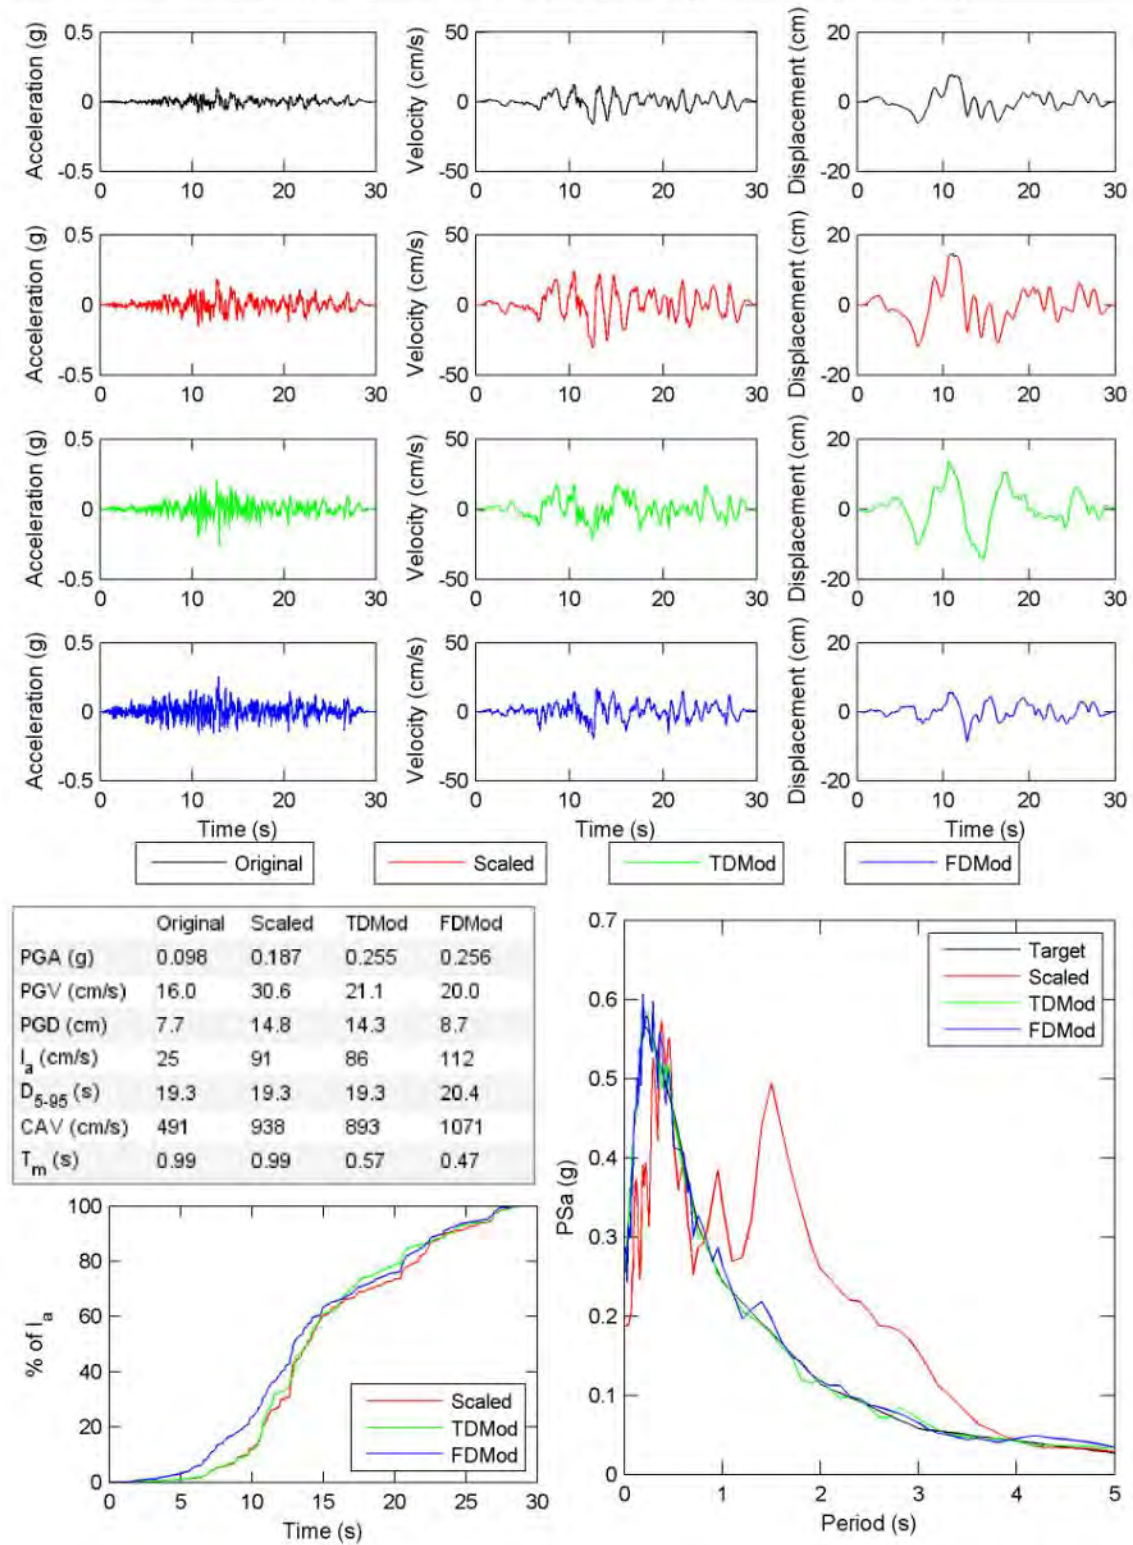 Acceleration (g)
0.5
0
-0.5
0 10 20 30
Velocity (cm/s)
50
0
-50
0 10 20 30
Displacement (cm)
20
0
-20
0 10 20 30
Acceleration (g)
0.5
0
-0.5
0 10 20 30
Velocity (cm/s)
50
0
-50
0 10 20 30
Displacement (cm)
20
0
-20
0 10 20 30
Acceleration (g)
0.5
0
-0.5
0 10 20 30
Velocity (cm/s)
50
0
-50
0 10 20 30
Displacement (cm)
20
0
-20
0 10 20 30
Acceleration (g)
0.5
0
-0.5
0 10 20 30
Time (s)
Velocity (cm/s)
50
0
-50
0 10 20 30
Time (s)
Displacement (cm)
20
0
-20
0 10 20 30
Time (s)
Original Scaled TDMod FDMod
Original Scaled TDMod FDMod
PGA (g) 0.098 0.187 0.255 0.256
PGV (cm/s) 16.0 30.6 21.1 20.0
PGD (cm) 7.7 14.8 14.3 8.7
I_a (cm/s) 25 91 86 112
D_5-95 (s) 19.3 19.3 19.3 20.4
CAV (cm/s) 491 938 893 1071
T_m (s) 0.99 0.99 0.57 0.47
% of I_a
100
80
60
40
20
0
0 5 10 15 20 25 30
Time (s)
Scaled
TDMod
FDMod
PSa (g)
0.7
0.6
0.5
0.4
0.3
0.2
0.1
0
0 1 2 3 4 5
Period (s)
Target
Scaled
TDMod
FDMod